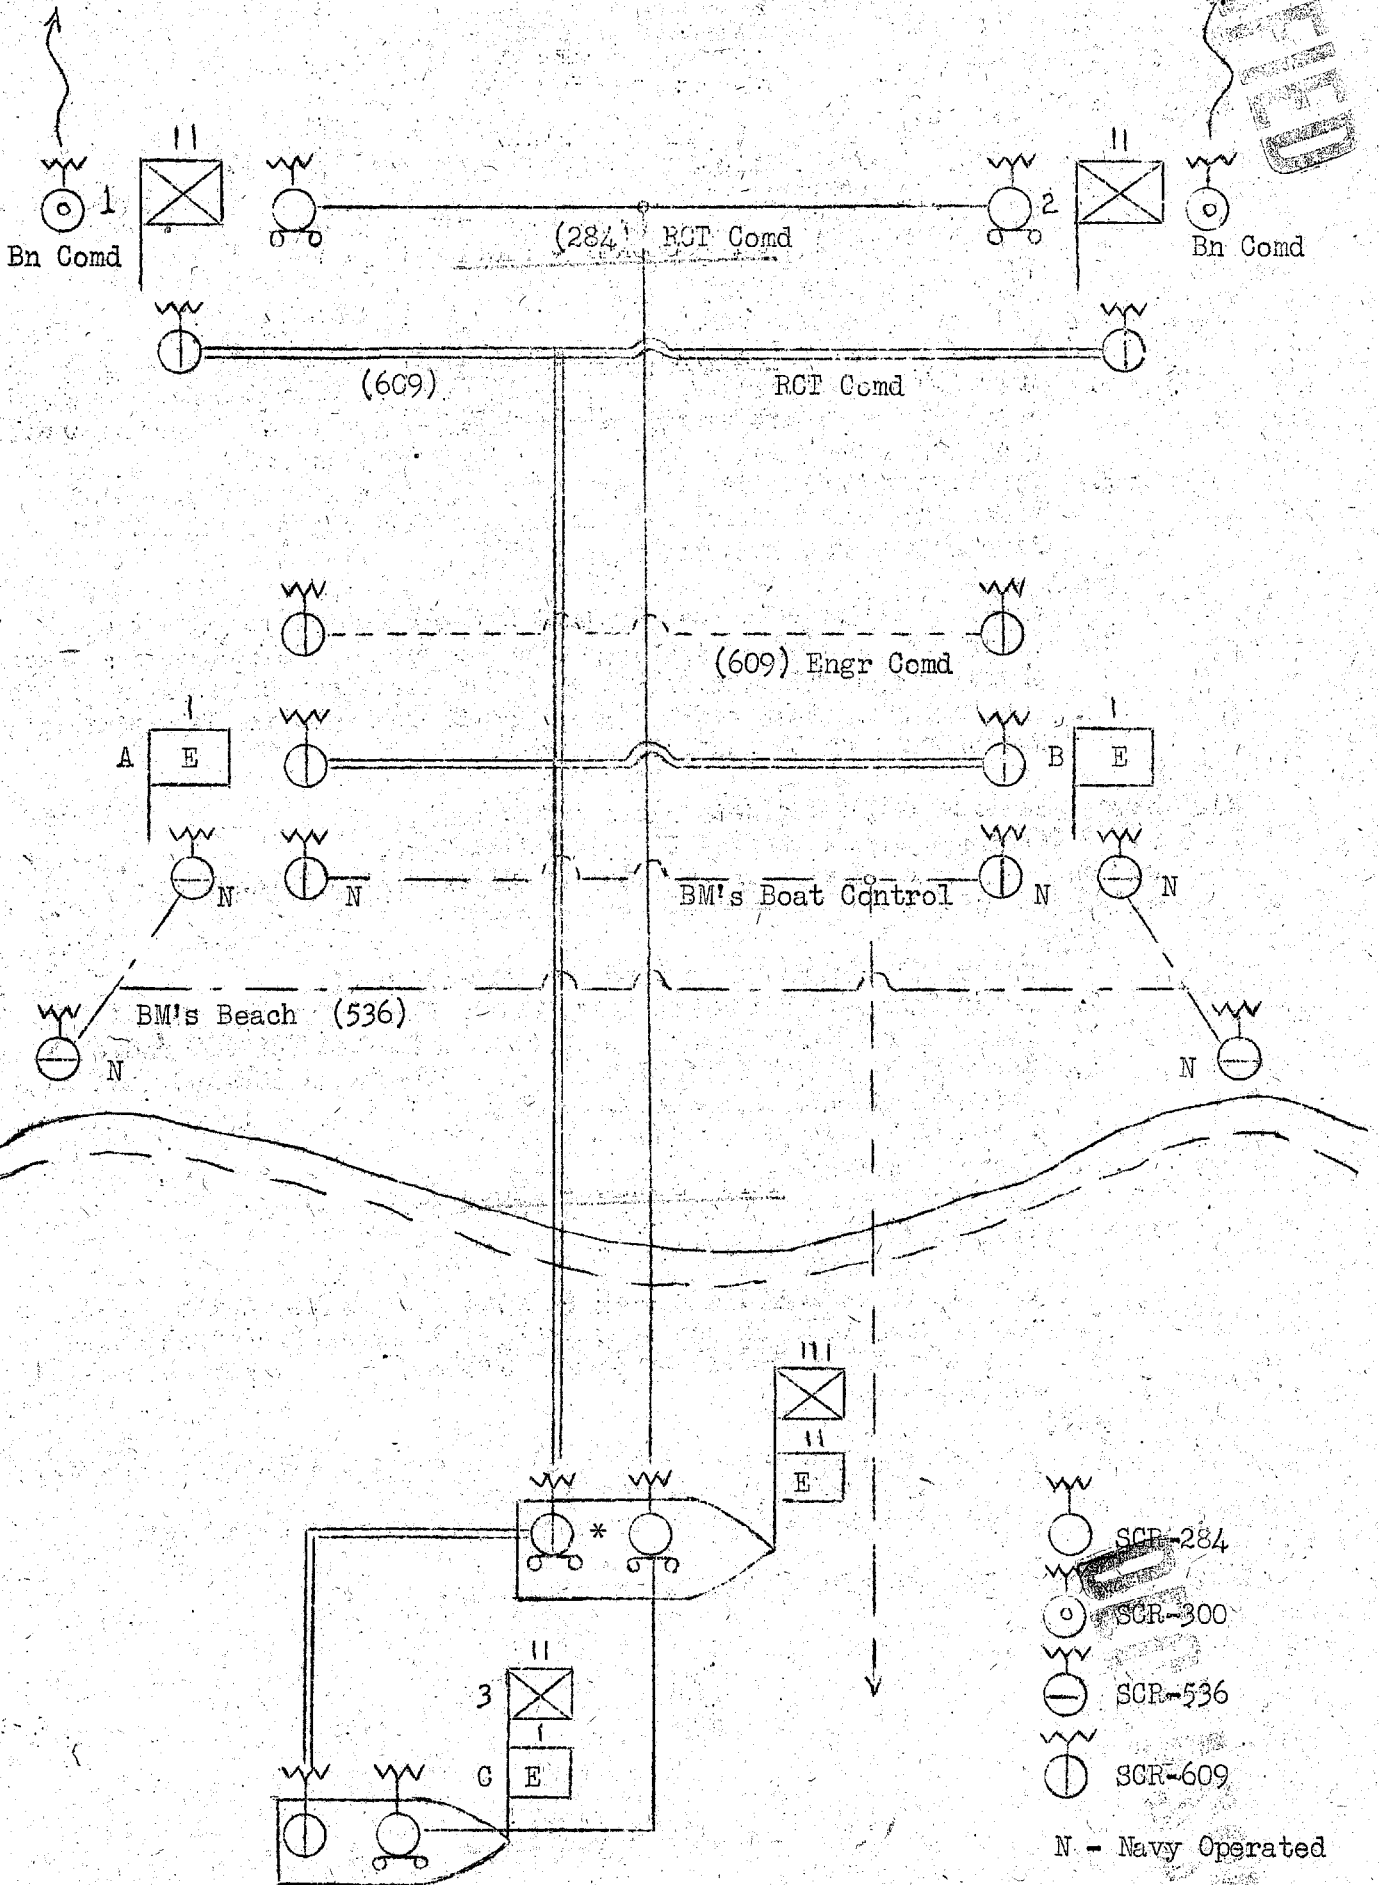 1
2
Bn Comd
(284) RCT Comd
Bn Comd
(609)
RCT Comd
(609) Engr Comd
A
E
B
E
N
N
BM's Boat Control
N
N
BM's Beach (536)
N
N
E
*
SCR-284
SCR-300
3
SCR-536
C
E
SCR-609
N - Navy Operated